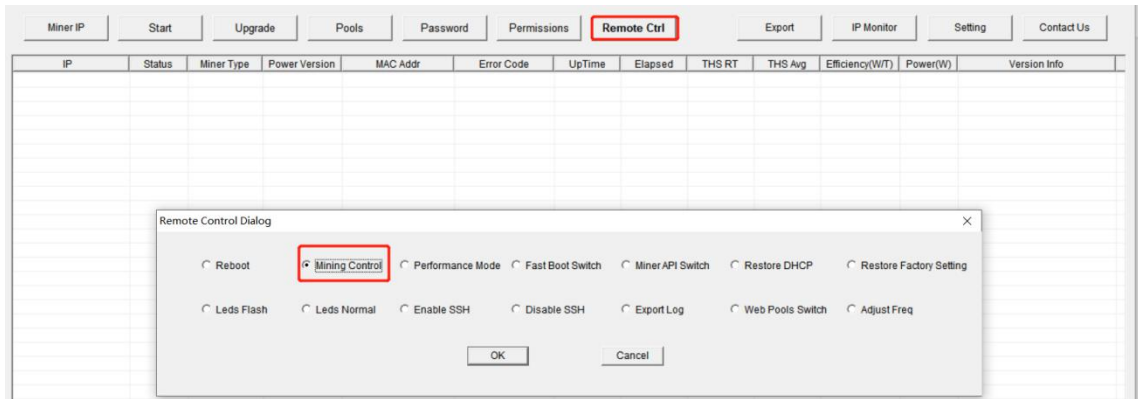 Miner IP Start Upgrade Pools Password Permissions Remote Ctrl Export IP Monitor Setting Contact Us
IP Status Miner Type Power Version MAC Addr Error Code UpTime Elapsed THS RT THS Avg Efficiency(W/T) Power(W) Version Info
Remote Control Dialog
Reboot Mining Control Performance Mode Fast Boot Switch Miner API Switch Restore DHCP Restore Factory Setting
Leds Flash Leds Normal Enable SSH Disable SSH Export Log Web Pools Switch Adjust Freq
OK Cancel